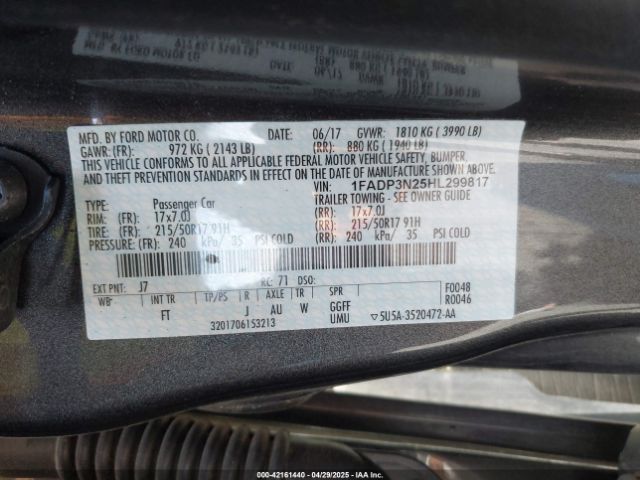 MFD. BY FORD MOTOR CO. DATE: 06/17 GVWR: 1810 KG ( 3990 LB)
GAWR: (FR): 972 KG ( 2143 LB) (RR): 880 KG ( 1940 LB)
THIS VEHICLE CONFORMS TO ALL APPLICABLE FEDERAL MOTOR VEHICLE SAFETY, BUMPER,
AND THEFT PREVENTION STANDARDS IN EFFECT ON THE DATE OF MANUFACTURE SHOWN ABOVE.
VIN: 1FADP3N25HL299817
TYPE: Passenger Car TRAILER TOWING - SEE OWNER GUIDE
RIM: (FR) 17x7.0J (RR) 17x7.0J
TIRE: (FR) 215/50R17 91H (RR) 215/50R17 91H
PRESSURE: (FR) 240 kPa/ 35 PSI COLD (RR) 240 kPa/ 35 PSI COLD
EXT PNT: J7 RC: 71 DSO: F0048
WB INT TR TP/PS R AXLE TR SPR R0046
FT J AU W GGFF
3201706153213 UMU ▽5U5A-3520472-AA
000-42161440 - 04/29/2025 - IAAI.COM